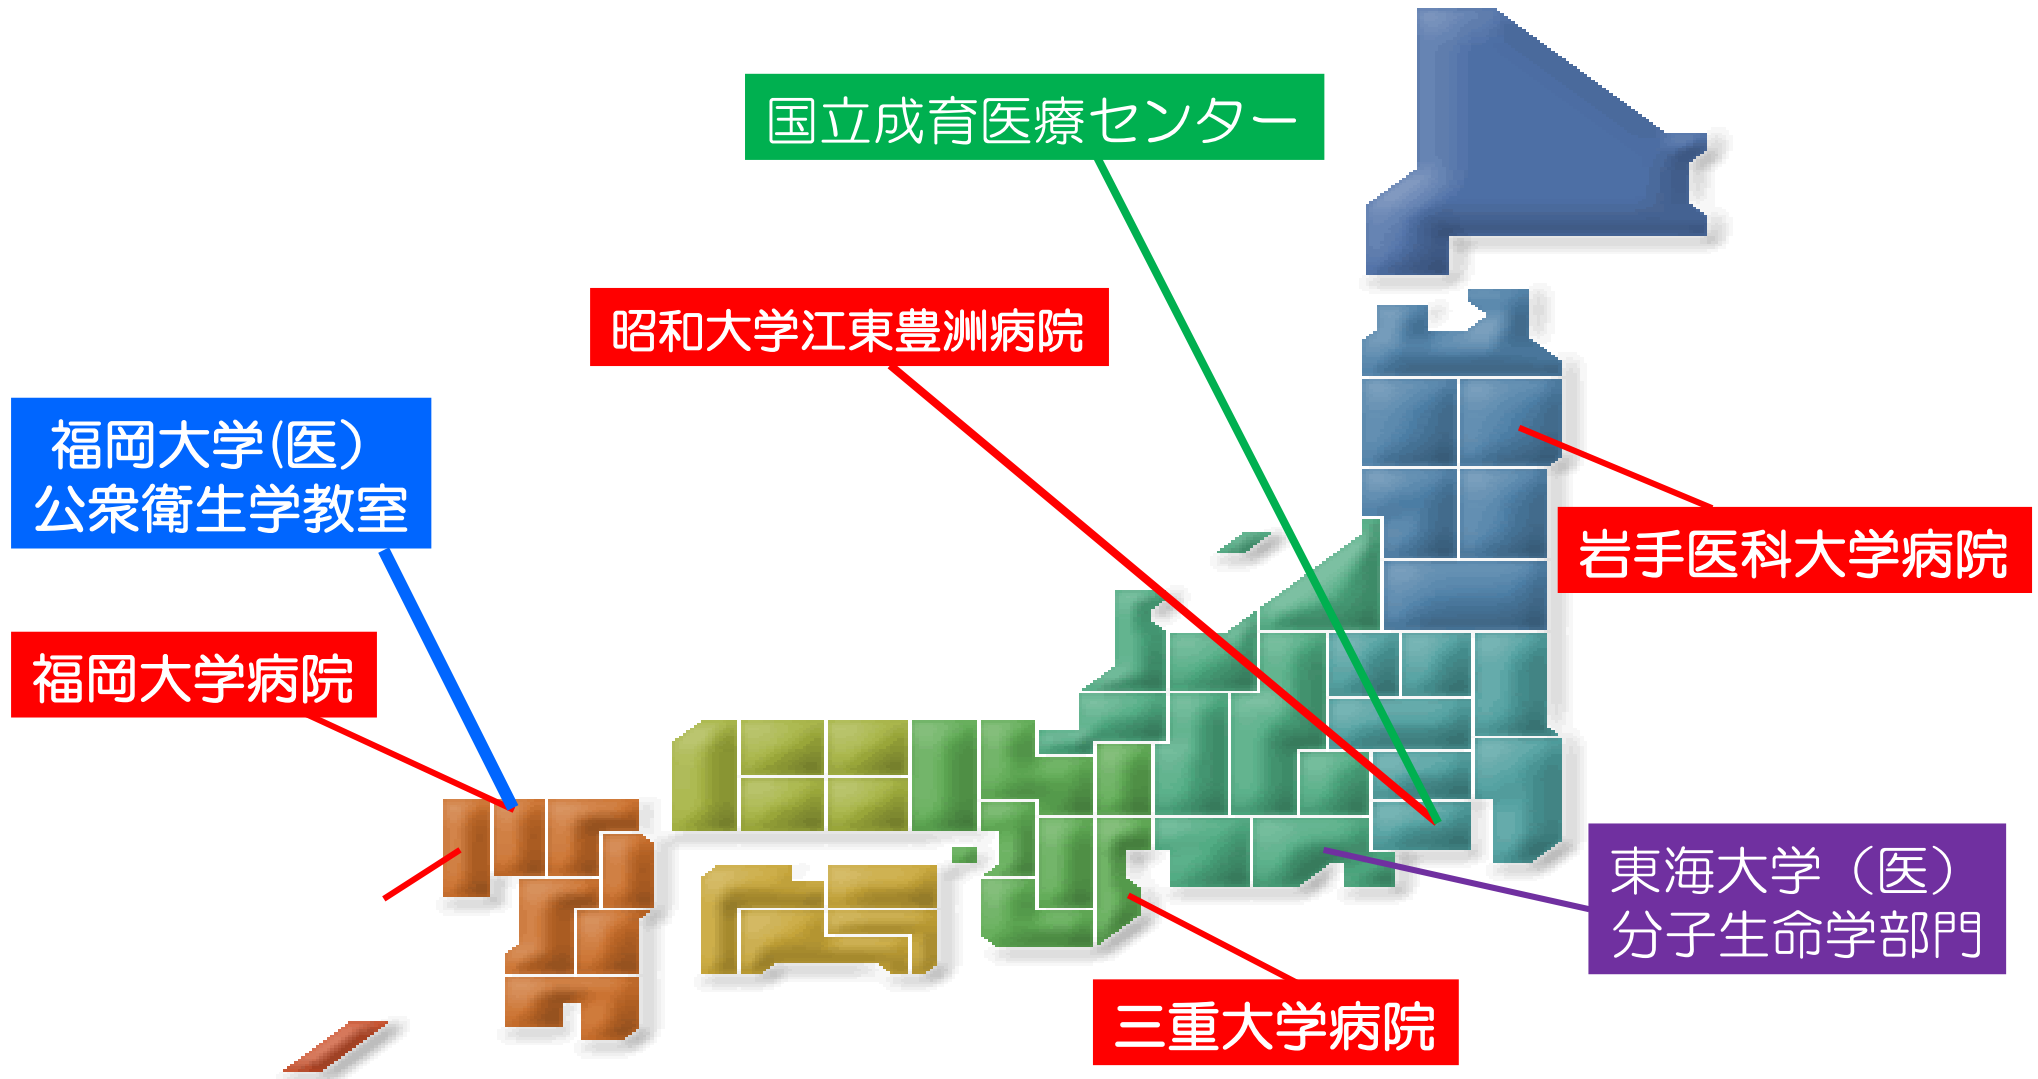 国立成育医療センター
昭和大学江東豊洲病院
福岡大学(医）
公衆衛生学教室
岩手医科大学病院
福岡大学病院
東海大学（医）
分子生命学部門
三重大学病院